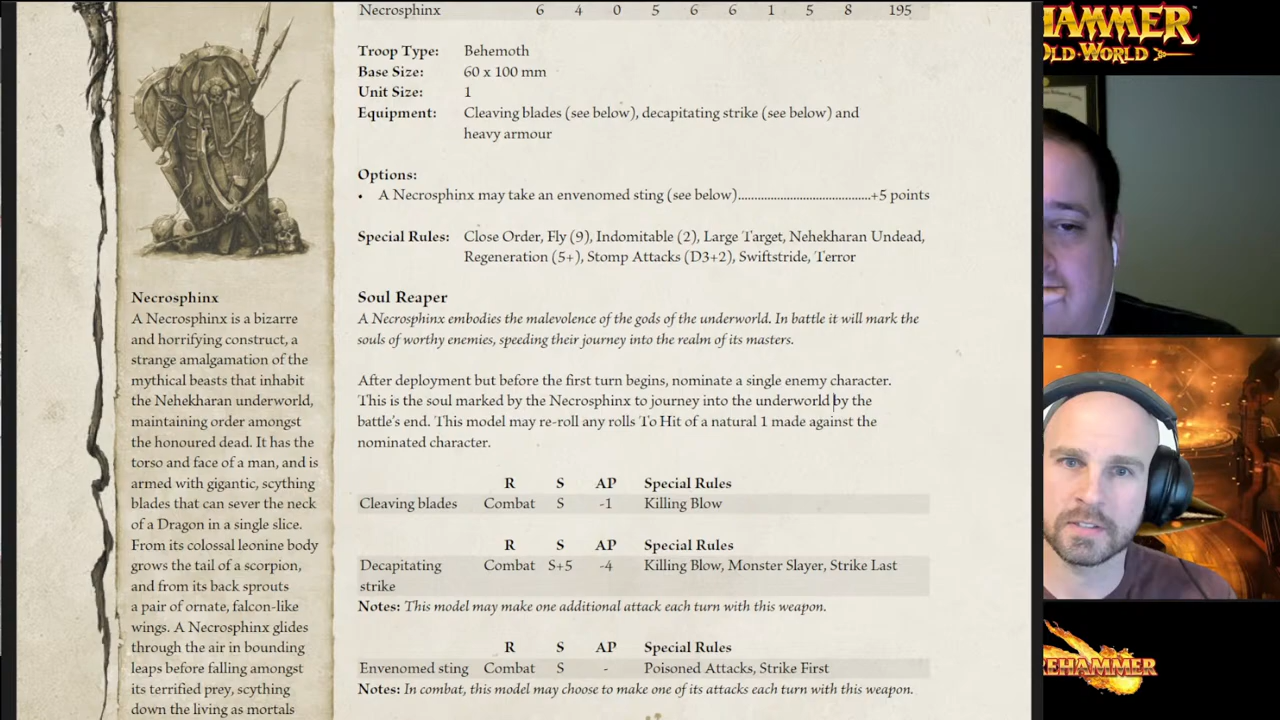 Necrosphinx 6 4 0 5 6 6 1 5 8 195
Troop Type: Behemoth
Base Size: 60 x 100 mm
Unit Size: 1
Equipment: Cleaving blades (see below), decapitating strike (see below) and
heavy armour
Options:
• A Necrosphinx may take an envenomed sting (see below).........................................+5 points
Special Rules: Close Order, Fly (9), Indomitable (2), Large Target, Nehekharan Undead,
Regeneration (5+), Stomp Attacks (D3+2), Swiftstride, Terror
Soul Reaper
A Necrosphinx embodies the malevolence of the gods of the underworld. In battle it will mark the
souls of worthy enemies, speeding their journey into the realm of its masters.
After deployment but before the first turn begins, nominate a single enemy character.
This is the soul marked by the Necrosphinx to journey into the underworld by the
battle's end. This model may re-roll any rolls To Hit of a natural 1 made against the
nominated character.
R S AP Special Rules
Cleaving blades Combat S -1 Killing Blow
R S AP Special Rules
Decapitating strike Combat S+5 -4 Killing Blow, Monster Slayer, Strike Last
Notes: This model may make one additional attack each turn with this weapon.
R S AP Special Rules
Envenomed sting Combat S - Poisoned Attacks, Strike First
Notes: In combat, this model may choose to make one of its attacks each turn with this weapon.
Necrosphinx
A Necrosphinx is a bizarre
and horrifying construct, a
strange amalgamation of the
mythical beasts that inhabit
the Nehekharan underworld,
maintaining order amongst
the honoured dead. It has the
torso and face of a man, and is
armed with gigantic, scything
blades that can sever the neck
of a Dragon in a single slice.
From its colossal leonine body
grows the tail of a scorpion,
and from its back sprouts
a pair of ornate, falcon-like
wings. A Necrosphinx glides
through the air in bounding
leaps before falling amongst
its terrified prey, scything
down the living as mortals
HAMMER
OLD WORLD
REHAMMER